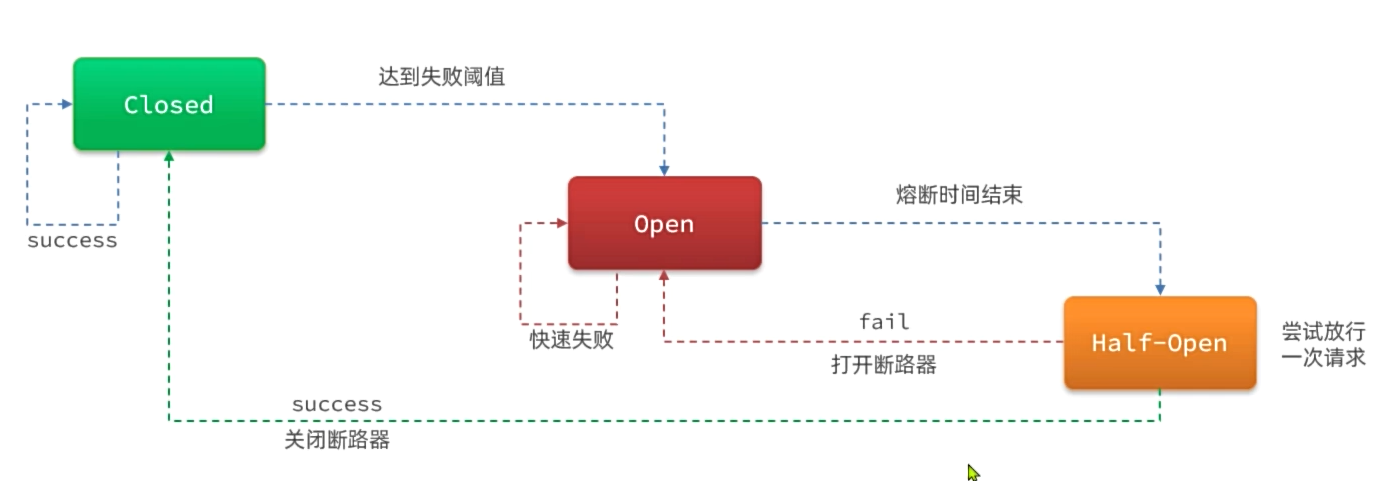 达到失败阈值
Closed
熔断时间结束
Open
success
fail
快速失败
Half-Open
尝试放行
一次请求
打开断路器
success
关闭断路器